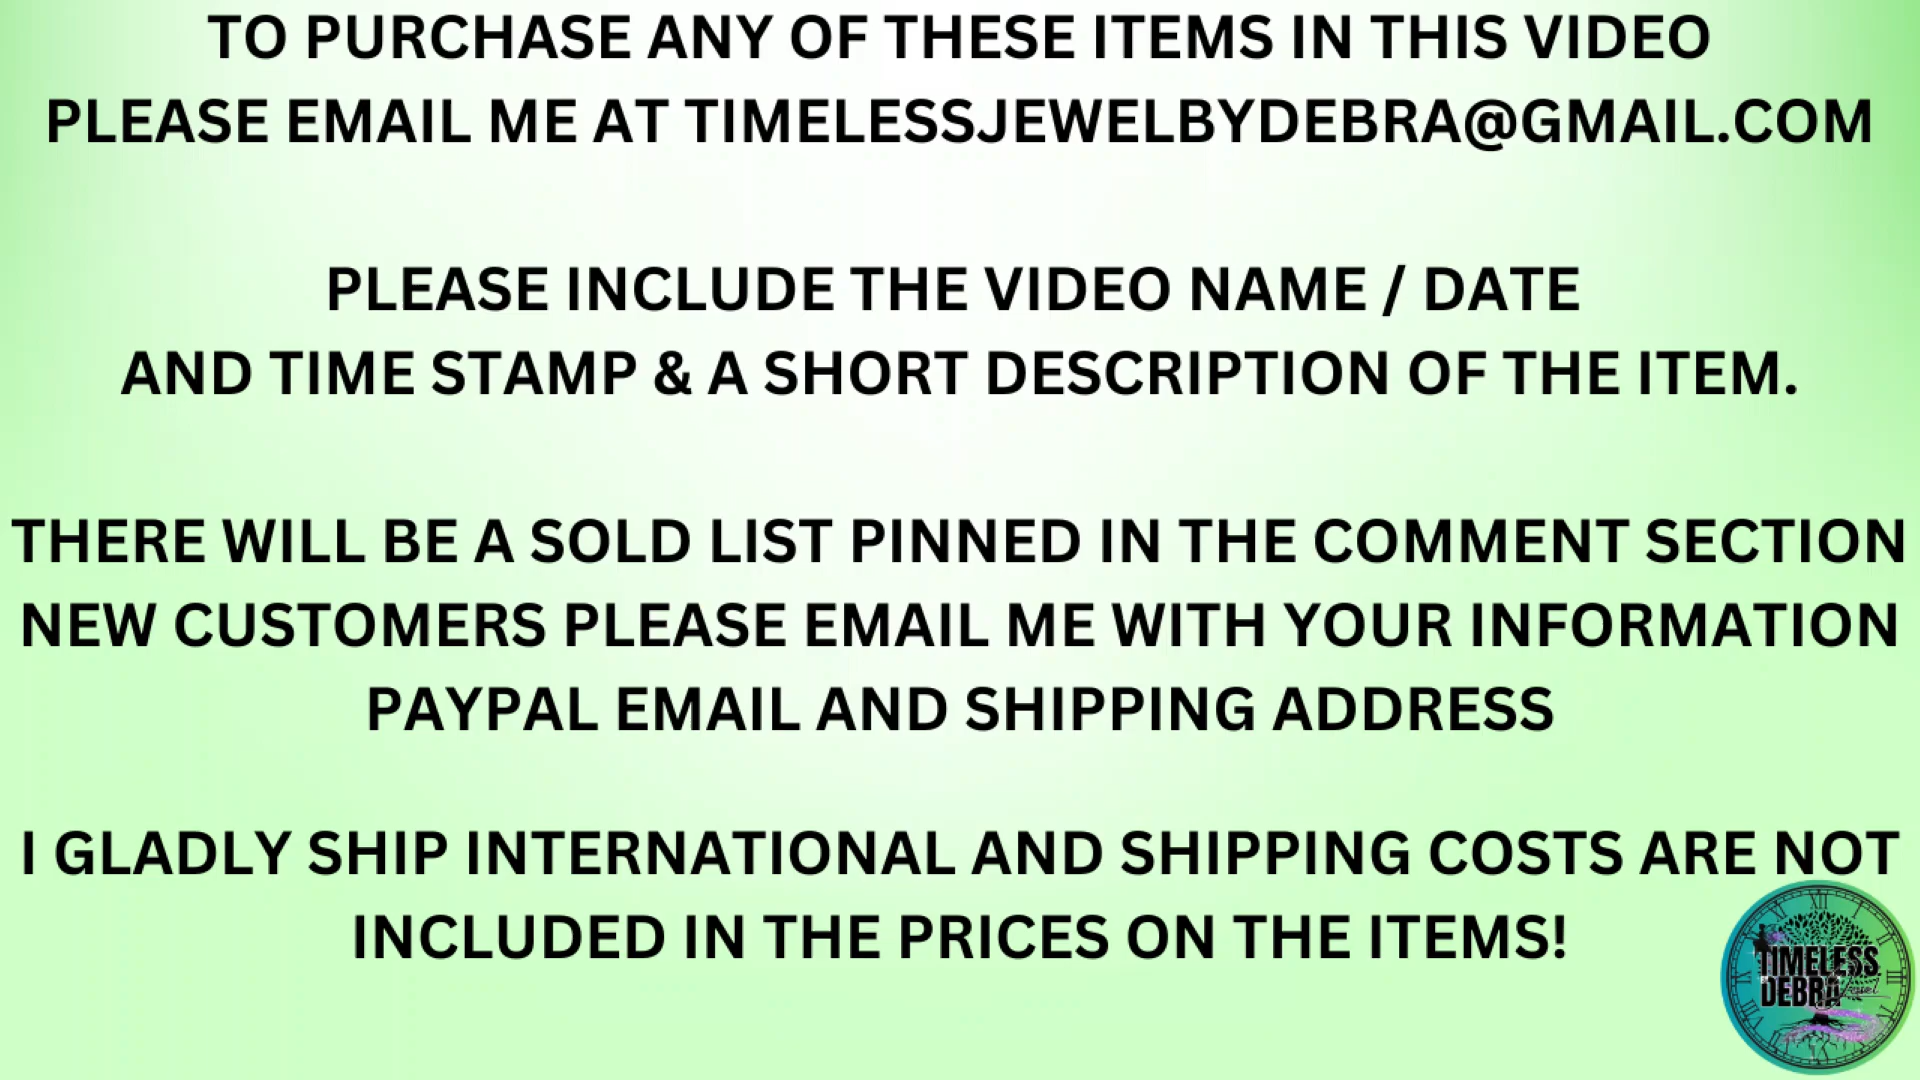 TO PURCHASE ANY OF THESE ITEMS IN THIS VIDEO
PLEASE EMAIL ME AT TIMELESSJEWELBYDEBRA@GMAIL.COM
PLEASE INCLUDE THE VIDEO NAME / DATE
AND TIME STAMP & A SHORT DESCRIPTION OF THE ITEM.
THERE WILL BE A SOLD LIST PINNED IN THE COMMENT SECTION
NEW CUSTOMERS PLEASE EMAIL ME WITH YOUR INFORMATION
PAYPAL EMAIL AND SHIPPING ADDRESS
I GLADLY SHIP INTERNATIONAL AND SHIPPING COSTS ARE NOT
INCLUDED IN THE PRICES ON THE ITEMS!
TIMELESS
DEBRA